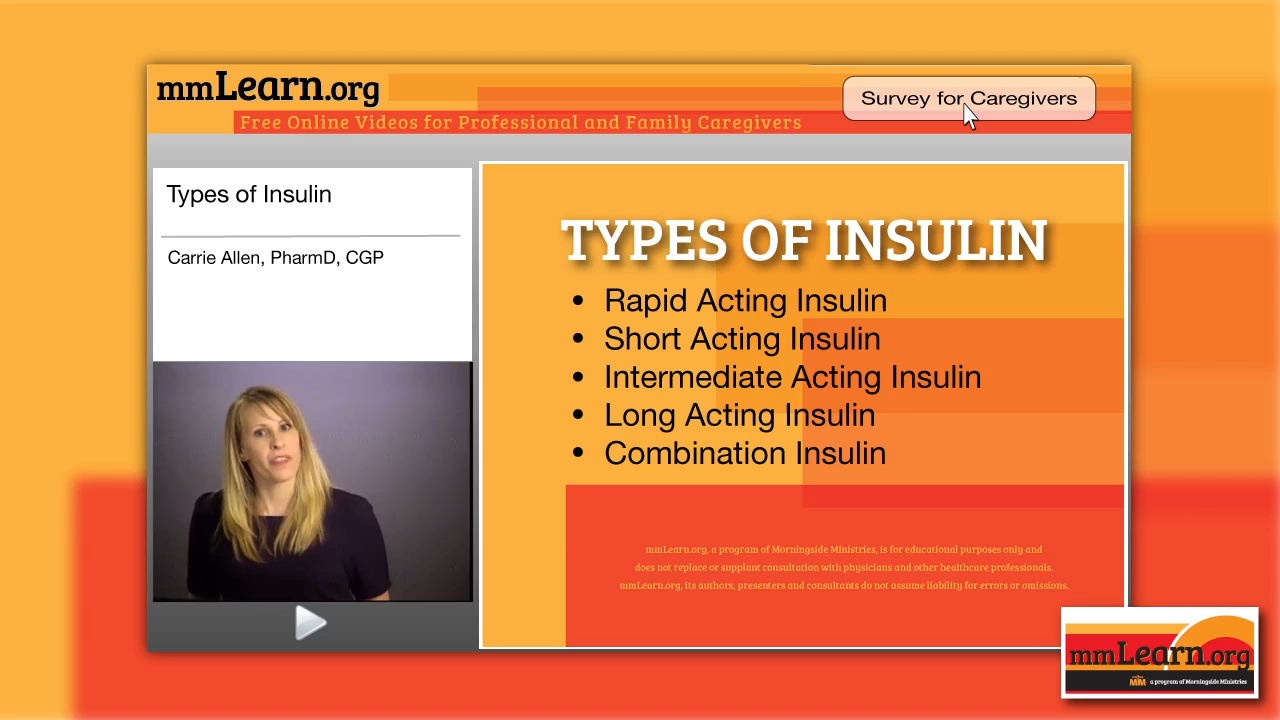 mmLearn.org
Free Online Videos for Professional and Family Caregivers
Survey for Caregivers
Types of Insulin
Carrie Allen, PharmD, CGP
TYPES OF INSULIN
• Rapid Acting Insulin
• Short Acting Insulin
• Intermediate Acting Insulin
• Long Acting Insulin
• Combination Insulin
mmLearn.org, a program of Morningside Ministries, is for educational purposes only and
does not replace or supplant consultation with physicians and other healthcare professionals.
mmLearn.org, its authors, presenters and consultants do not assume liability for errors or omissions.
mmLearn.org
MM a program of Morningside Ministries